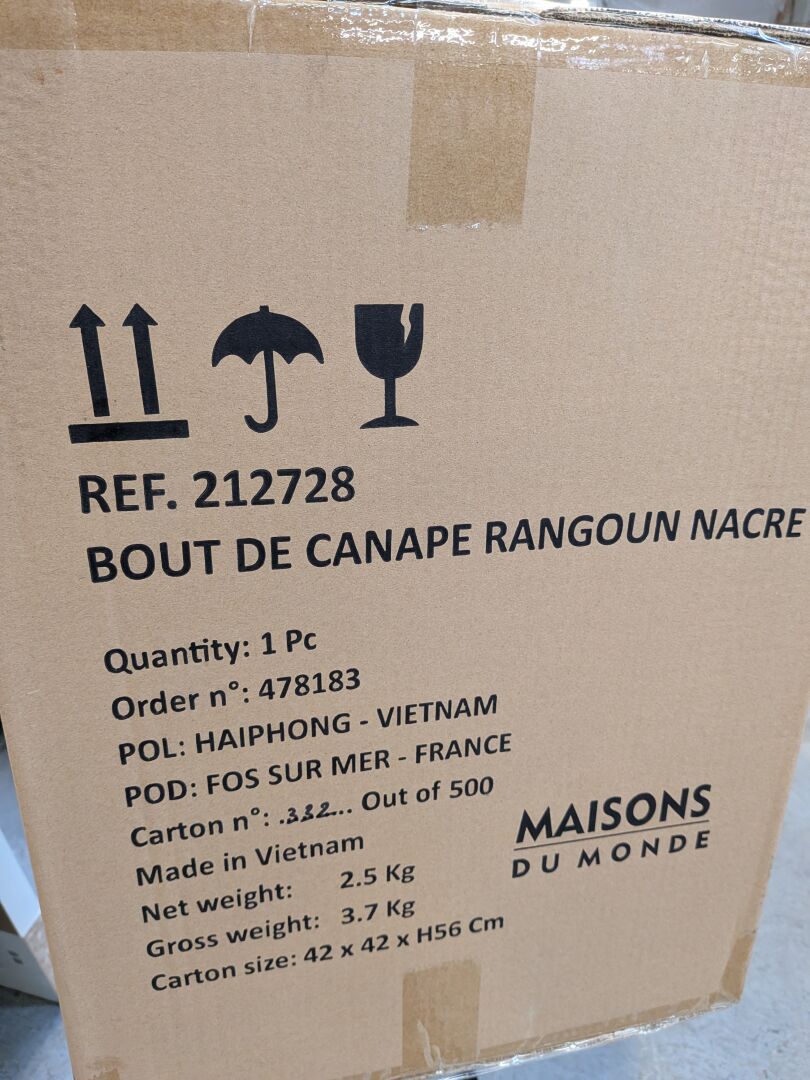 REF. 212728
BOUT DE CANAPE RANGOUN NACRE
Quantity: 1 Pc
Order n°: 478183
POL: HAIPHONG - VIETNAM
POD: FOS SUR MER - FRANCE
Carton n°: .332... Out of 500
Made in Vietnam
Net weight: 2.5 Kg
Gross weight: 3.7 Kg
Carton size: 42 x 42 x H56 Cm
MAISONS
DU MONDE